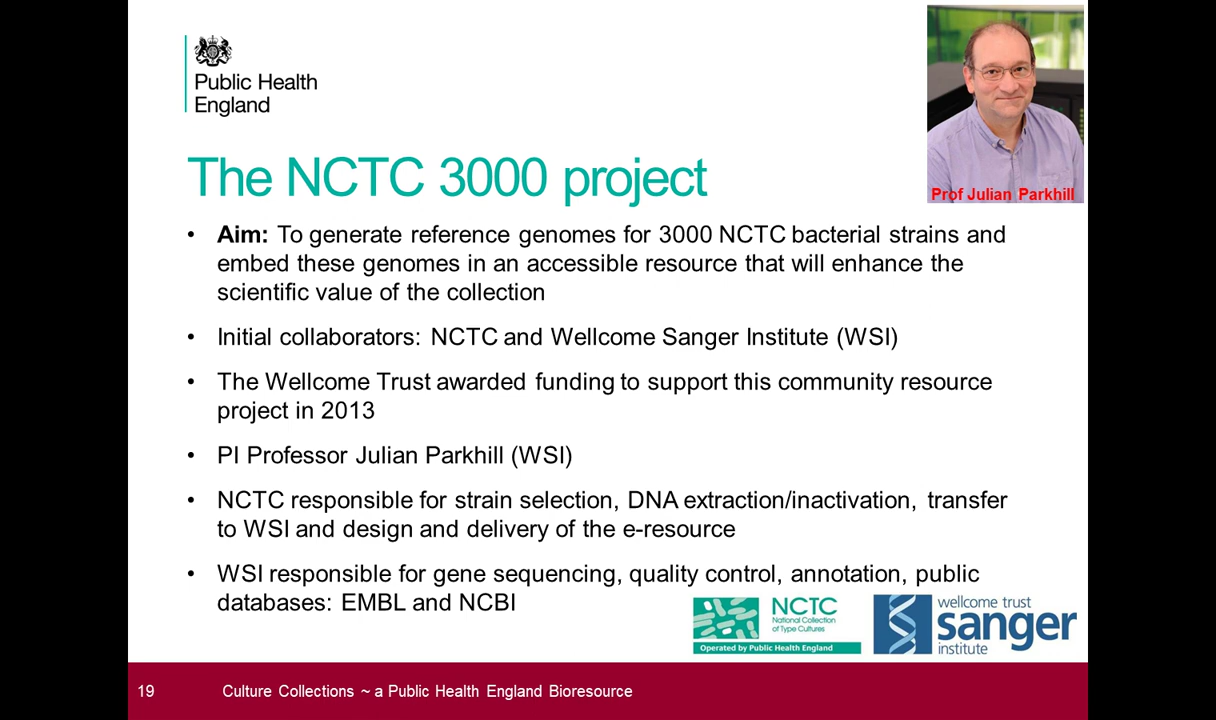 Public Health
England
Prof Julian Parkhill
The NCTC 3000 project
• Aim: To generate reference genomes for 3000 NCTC bacterial strains and
embed these genomes in an accessible resource that will enhance the
scientific value of the collection
• Initial collaborators: NCTC and Wellcome Sanger Institute (WSI)
• The Wellcome Trust awarded funding to support this community resource
project in 2013
• PI Professor Julian Parkhill (WSI)
• NCTC responsible for strain selection, DNA extraction/inactivation, transfer
to WSI and design and delivery of the e-resource
• WSI responsible for gene sequencing, quality control, annotation, public
databases: EMBL and NCBI
NCTC
National Collection
of Type Cultures
Operated by Public Health England
wellcome trust
sanger
institute
19
Culture Collections ~ a Public Health England Bioresource